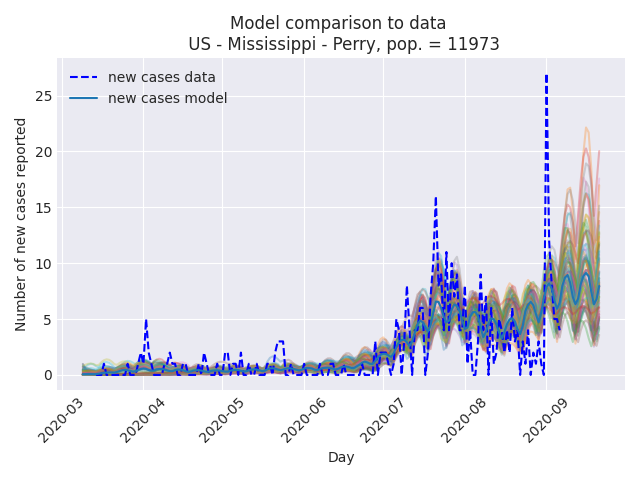 Model comparison to data
US - Mississippi - Perry, pop. = 11973
new cases data
new cases model
Number of new cases reported
25
20
15
10
5
0
2020-03
2020-04
2020-05
2020-06
2020-07
2020-08
2020-09
Day